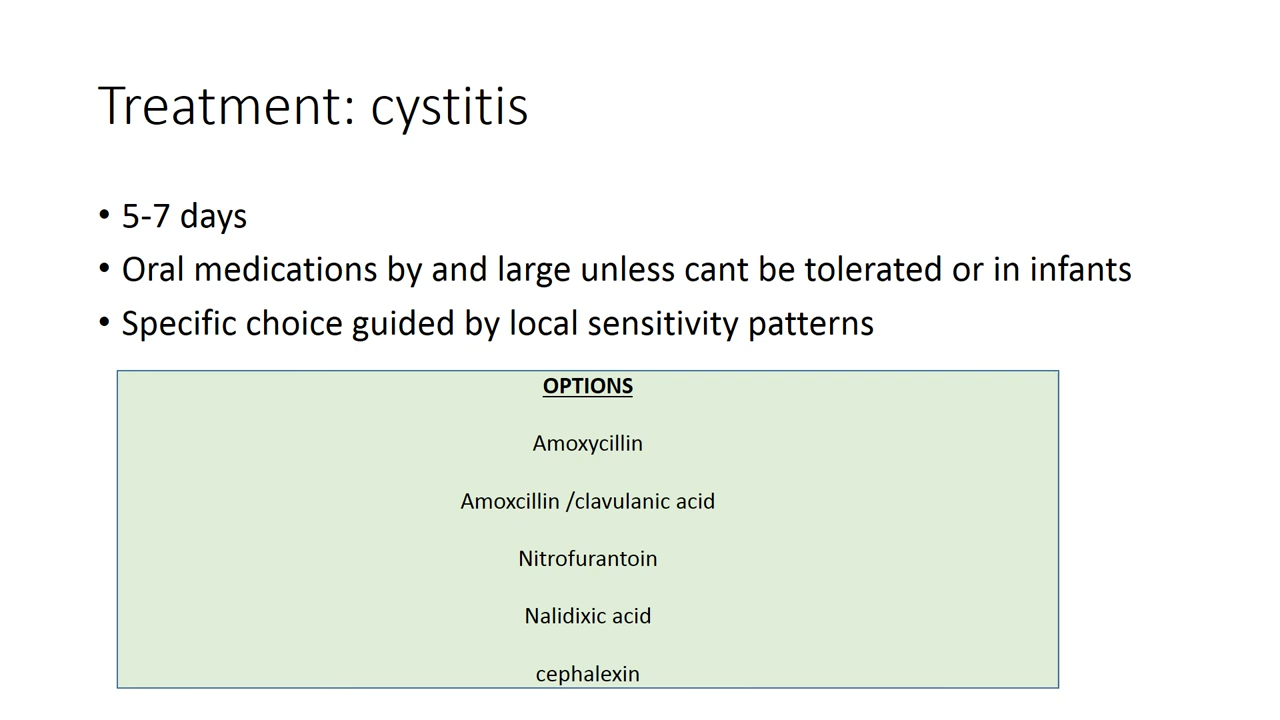 Treatment: cystitis
• 5-7 days
• Oral medications by and large unless cant be tolerated or in infants
• Specific choice guided by local sensitivity patterns
OPTIONS
Amoxycillin
Amoxcillin /clavulanic acid
Nitrofurantoin
Nalidixic acid
cephalexin